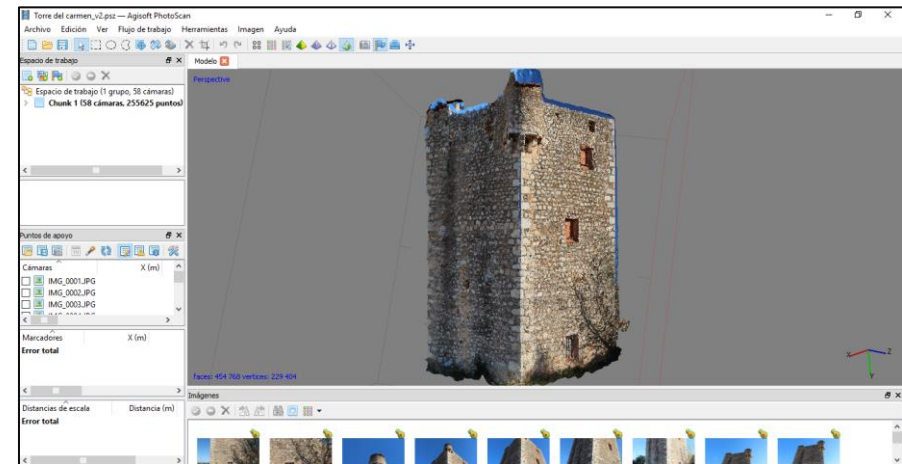 Torre del carmen_v2.psz — Agisoft PhotoScan
Archivo Edición Ver Flujo de trabajo Herramientas Imagen Ayuda
Espacio de trabajo
Modelo
Perspective
Espacio de trabajo (1 grupo, 58 cámaras)
Chunk 1 (58 cámaras, 255625 puntos)
Puntos de apoyo
Cámaras X (m)
IMG_0001.JPG
IMG_0002.JPG
IMG_0003.JPG
Marcadores X (m)
Error total
faces: 454 768 vertices: 229 404
X Z
Y
Imágenes
Distancias de escala Distancia (m)
Error total